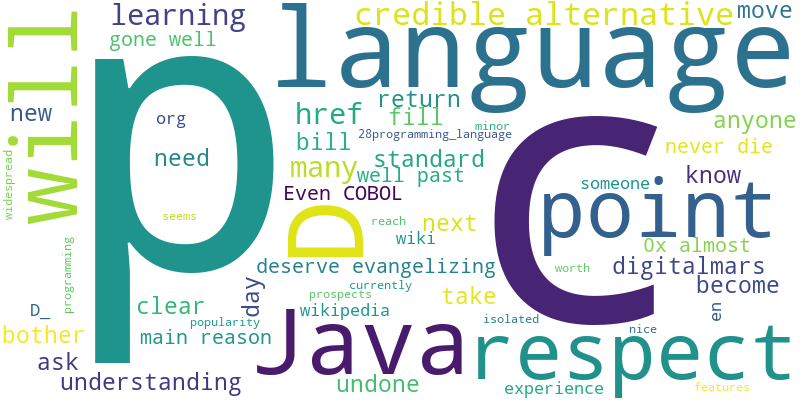 learning
credible alternative
move
gone well
language
p
will
new
org
href
return
fill
28programming_language
minor
anyone
bill
need
standard
never die
many
well past
C
know
Even COBOL
someone
point
widespread
seems
D
reach
next
wiki
0x almost
deserve evangelizing
worth
digitalmars
programming
day
currently
become
prospects
take
clear
D_
wikipedia
en
popularity
isolated
bother
main reason
Java
respect
nice
ask
understanding
undone
experience
features